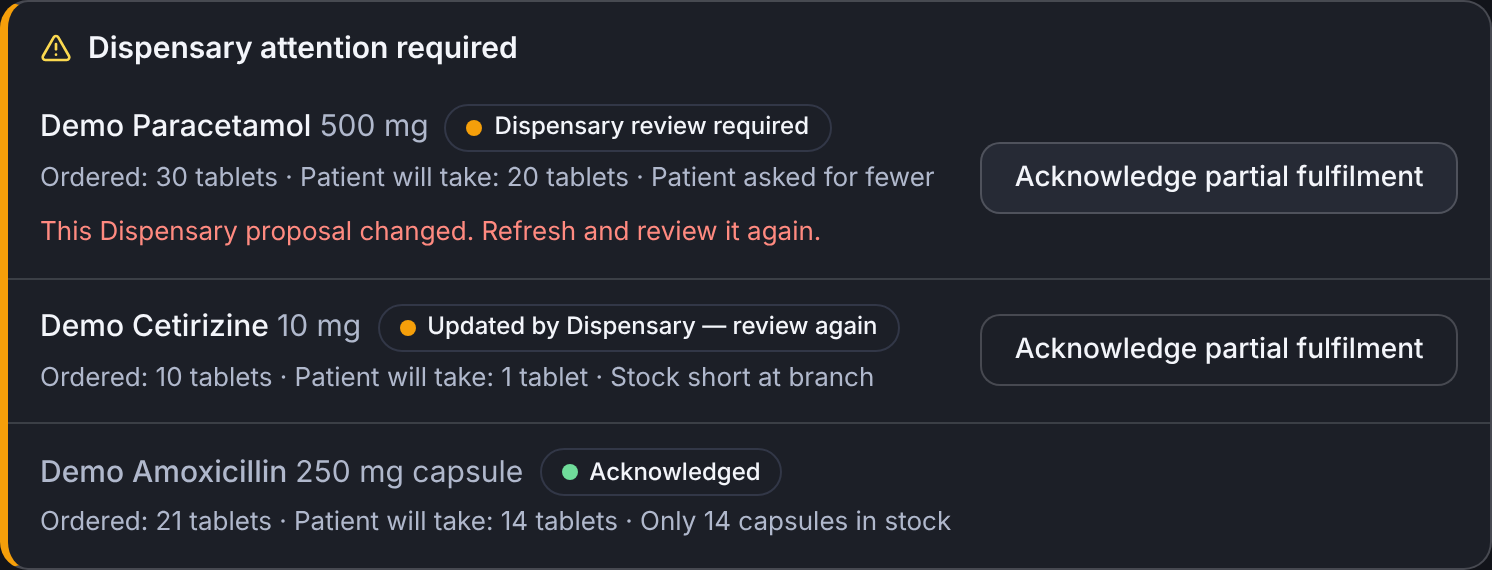 Dispensary attention required
Demo Paracetamol 500 mg Dispensary review required
Ordered: 30 tablets · Patient will take: 20 tablets · Patient asked for fewer
Acknowledge partial fulfilment
This Dispensary proposal changed. Refresh and review it again.
Demo Cetirizine 10 mg Updated by Dispensary — review again
Acknowledge partial fulfilment
Ordered: 10 tablets · Patient will take: 1 tablet · Stock short at branch
Demo Amoxicillin 250 mg capsule Acknowledged
Ordered: 21 tablets · Patient will take: 14 tablets · Only 14 capsules in stock